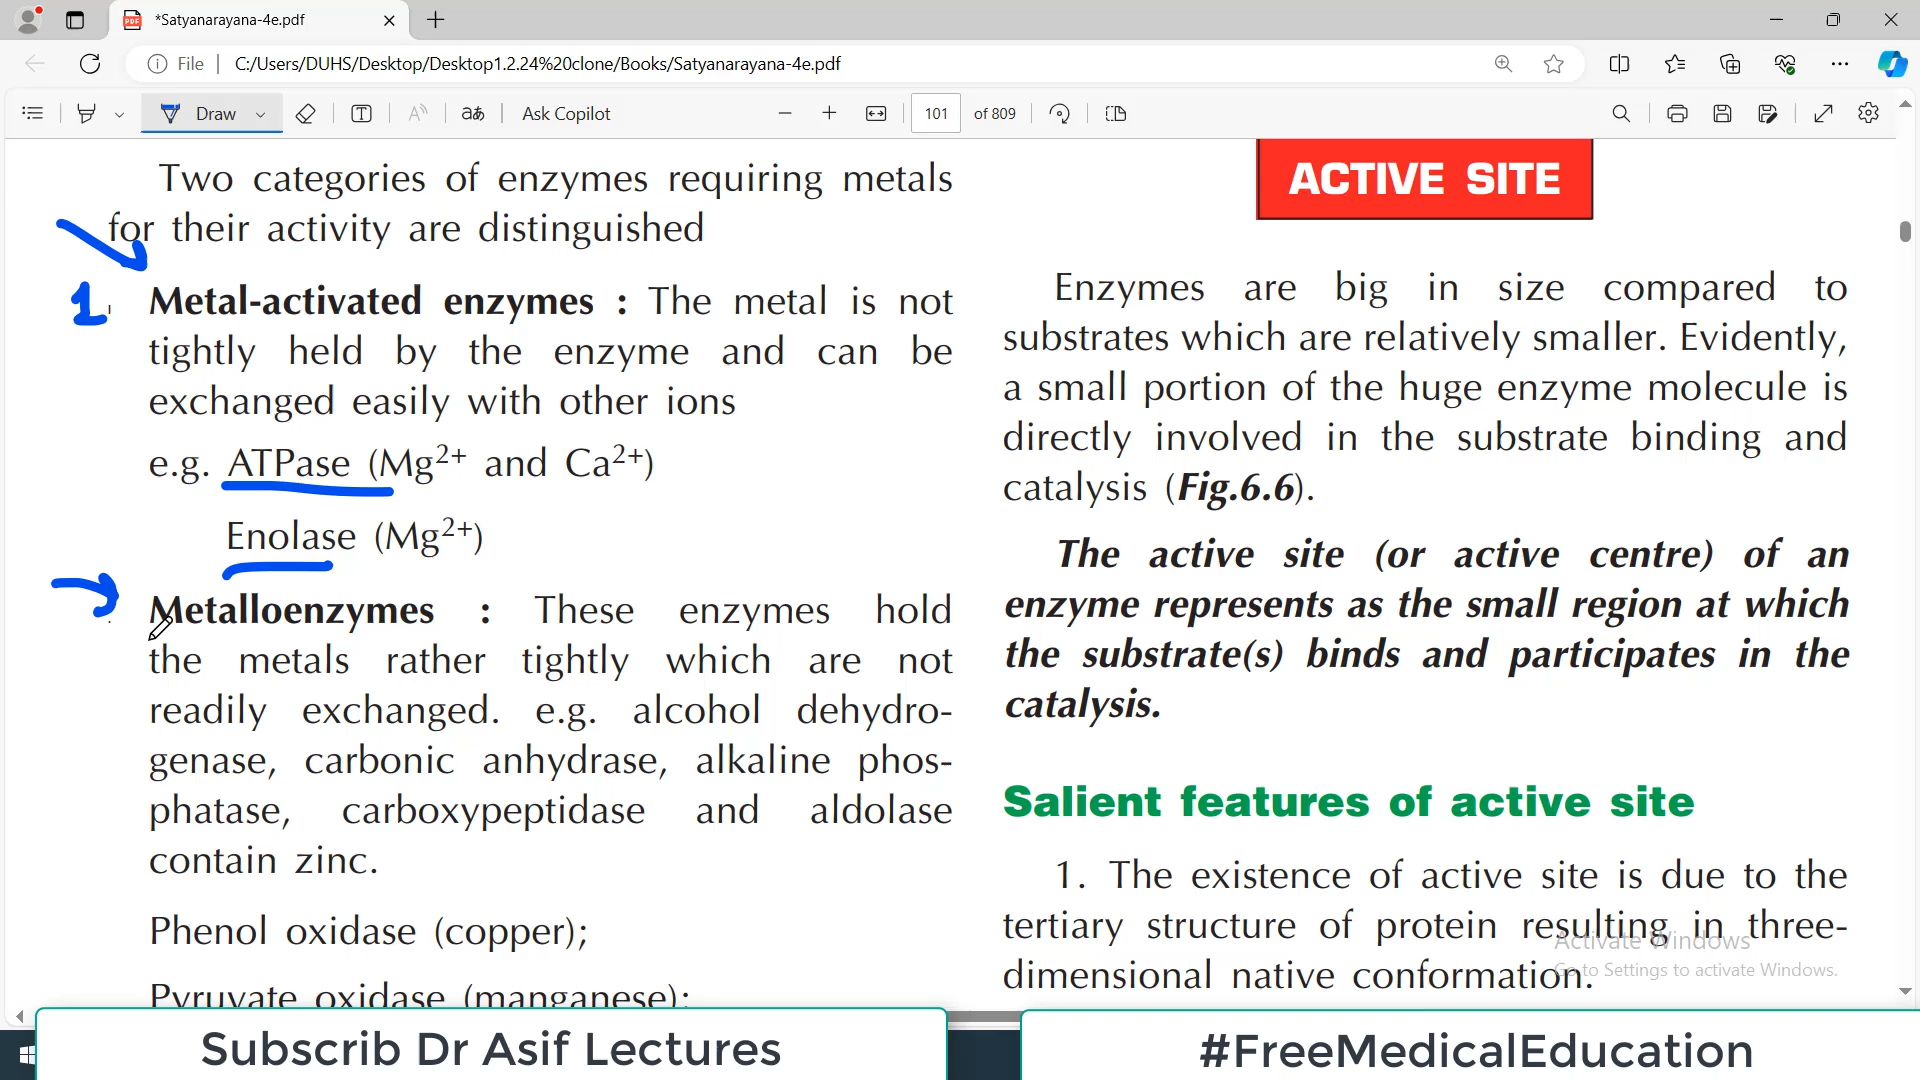 *Satyanarayana-4e.pdf
File
C:/Users/DUHS/Desktop/Desktop1.2.24%20clone/Books/Satyanarayana-4e.pdf
Draw
Ask Copilot
101 of 809
Two categories of enzymes requiring metals
for their activity are distinguished
1.
Metal-activated enzymes : The metal is not
tightly held by the enzyme and can be
exchanged easily with other ions
e.g. ATPase (Mg²⁺ and Ca²⁺)
Enolase (Mg²⁺)
Metalloenzymes : These enzymes hold
the metals rather tightly which are not
readily exchanged. e.g. alcohol dehydro-
genase, carbonic anhydrase, alkaline phos-
phatase, carboxypeptidase and aldolase
contain zinc.
Phenol oxidase (copper);
Pyruvate oxidase (manganese);
ACTIVE SITE
Enzymes are big in size compared to
substrates which are relatively smaller. Evidently,
a small portion of the huge enzyme molecule is
directly involved in the substrate binding and
catalysis (Fig.6.6).
The active site (or active centre) of an
enzyme represents as the small region at which
the substrate(s) binds and participates in the
catalysis.
Salient features of active site
1. The existence of active site is due to the
tertiary structure of protein resulting in three-
dimensional native conformation.
Activate Windows
Go to Settings to activate Windows.
Subscrib Dr Asif Lectures
#FreeMedicalEducation